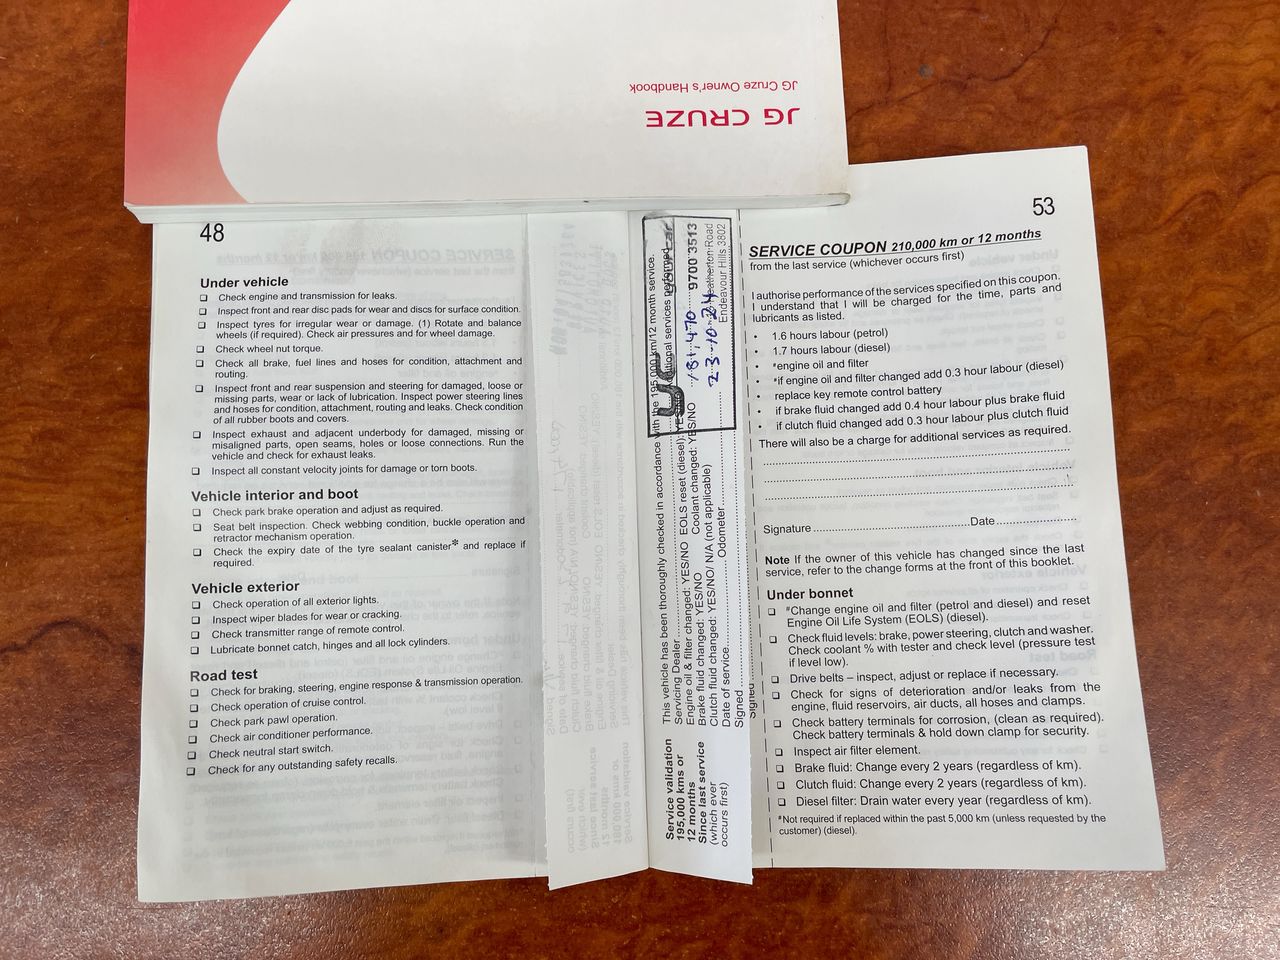 JG CRUZE
JG Cruze Owner's Handbook
48
Under vehicle
❑ Check engine and transmission for leaks.
❑ Inspect front and rear disc pads for wear and discs for surface condition.
❑ Inspect tyres for irregular wear or damage. (1) Rotate and balance
wheels (if required). Check air pressures and for wheel damage.
❑ Check wheel nut torque.
❑ Check all brake, fuel lines and hoses for condition, attachment and
routing.
❑ Inspect front and rear suspension and steering for damaged, loose or
missing parts, wear or lack of lubrication. Inspect power steering lines
and hoses for condition, attachment, routing and leaks. Check condition
of all rubber boots and covers.
❑ Inspect exhaust and adjacent underbody for damaged, missing or
misaligned parts, open seams, holes or loose connections. Run the
vehicle and check for exhaust leaks.
❑ Inspect all constant velocity joints for damage or torn boots.
Vehicle interior and boot
❑ Check park brake operation and adjust as required.
❑ Seat belt inspection. Check webbing condition, buckle operation and
retractor mechanism operation.
❑ Check the expiry date of the tyre sealant canister* and replace if
required.
Vehicle exterior
❑ Check operation of all exterior lights.
❑ Inspect wiper blades for wear or cracking.
❑ Check transmitter range of remote control.
❑ Lubricate bonnet catch, hinges and all lock cylinders.
Road test
❑ Check for braking, steering, engine response & transmission operation.
❑ Check operation of cruise control.
❑ Check park pawl operation.
❑ Check air conditioner performance.
❑ Check neutral start switch.
❑ Check for any outstanding safety recalls.
Service validation
195,000 kms or
12 months
Since last service
(which ever
occurs first)
This vehicle has been thoroughly checked in accordance with the 195,000 km/12 month service.
Servicing Dealer additional services performed
Engine oil & filter changed: YES/NO EOLS reset (diesel): YES/NO
Brake fluid changed: YES/NO Coolant changed: YES/NO
Clutch fluid changed: YES/NO/ N/A (not applicable)
Date of service Odometer
Signed
9700 3513
181,470
23-10-24
Heatherton Road
Endeavour Hills 3802
53
SERVICE COUPON 210,000 km or 12 months
from the last service (whichever occurs first)
I authorise performance of the services specified on this coupon.
I understand that I will be charged for the time, parts and
lubricants as listed.
• 1.6 hours labour (petrol)
• 1.7 hours labour (diesel)
• #engine oil and filter
• #if engine oil and filter changed add 0.3 hour labour (diesel)
• replace key remote control battery
• if brake fluid changed add 0.4 hour labour plus brake fluid
• if clutch fluid changed add 0.3 hour labour plus clutch fluid
There will also be a charge for additional services as required.
Signature Date
Note If the owner of this vehicle has changed since the last
service, refer to the change forms at the front of this booklet.
Under bonnet
❑ #Change engine oil and filter (petrol and diesel) and reset
Engine Oil Life System (EOLS) (diesel).
❑ Check fluid levels: brake, power steering, clutch and washer.
Check coolant % with tester and check level (pressure test
if level low).
❑ Drive belts – inspect, adjust or replace if necessary.
❑ Check for signs of deterioration and/or leaks from the
engine, fluid reservoirs, air ducts, all hoses and clamps.
❑ Check battery terminals for corrosion, (clean as required).
Check battery terminals & hold down clamp for security.
❑ Inspect air filter element.
❑ Brake fluid: Change every 2 years (regardless of km).
❑ Clutch fluid: Change every 2 years (regardless of km).
❑ Diesel filter: Drain water every year (regardless of km).
#Not required if replaced within the past 5,000 km (unless requested by the
customer) (diesel).